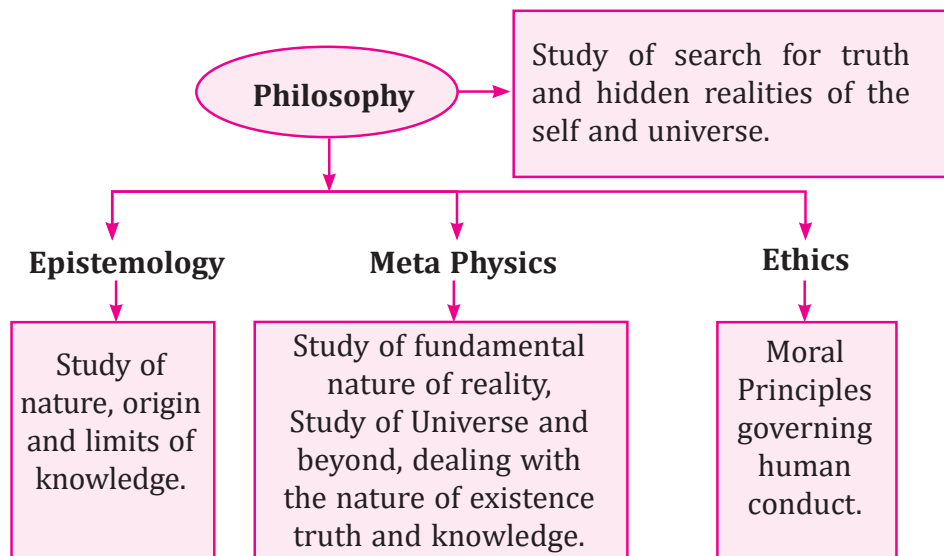 Philosophy
Study of search for truth
and hidden realities of the
self and universe.
Epistemology
Meta Physics
Ethics
Study of
nature, origin
and limits of
knowledge.
Study of fundamental
nature of reality,
Study of Universe and
beyond, dealing with
the nature of existence
truth and knowledge.
Moral
Principles
governing
human
conduct.